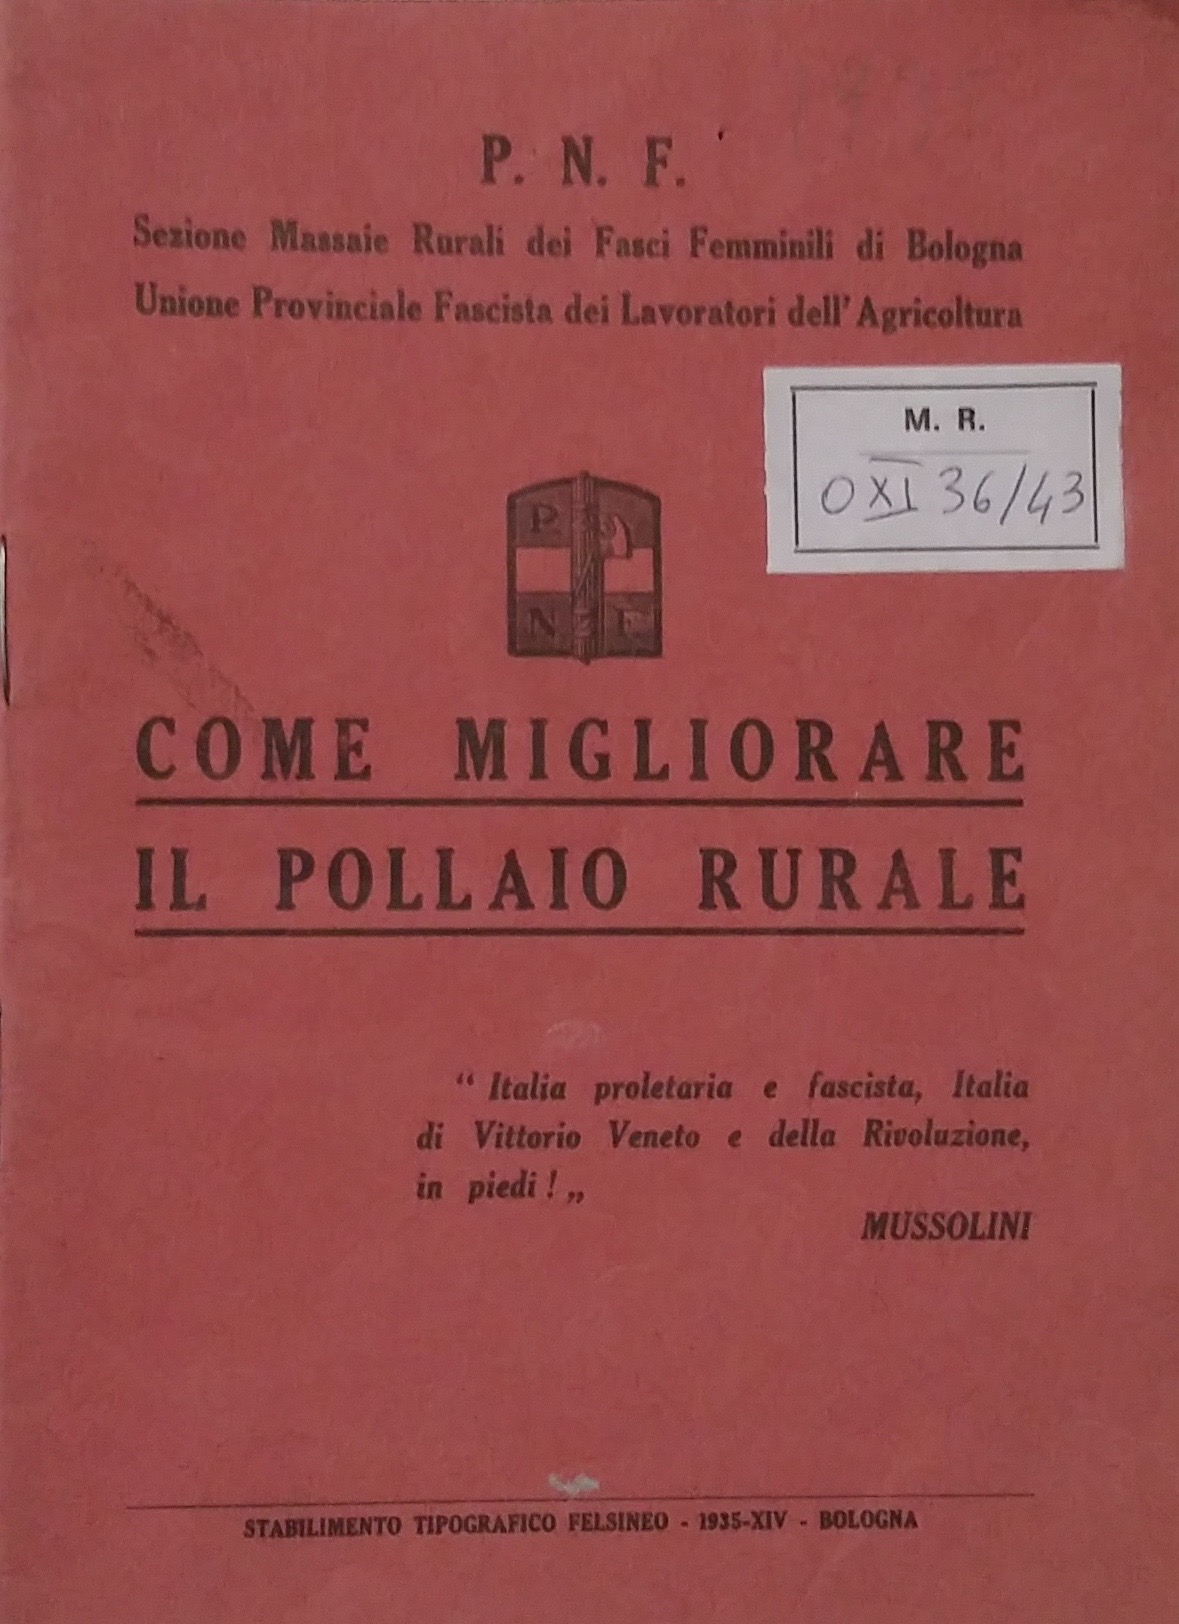 P. N. F.
Sezione Massaie Rurali dei Fasci Femminili di Bologna
Unione Provinciale Fascista dei Lavoratori dell' Agricoltura
M. R.
O XI 36/43
P
N F
COME MIGLIORARE
IL POLLAIO RURALE
“ Italia proletaria e fascista, Italia
di Vittorio Veneto e della Rivoluzione,
in piedi ! „
MUSSOLINI
STABILIMENTO TIPOGRAFICO FELSINEO - 1935-XIV - BOLOGNA